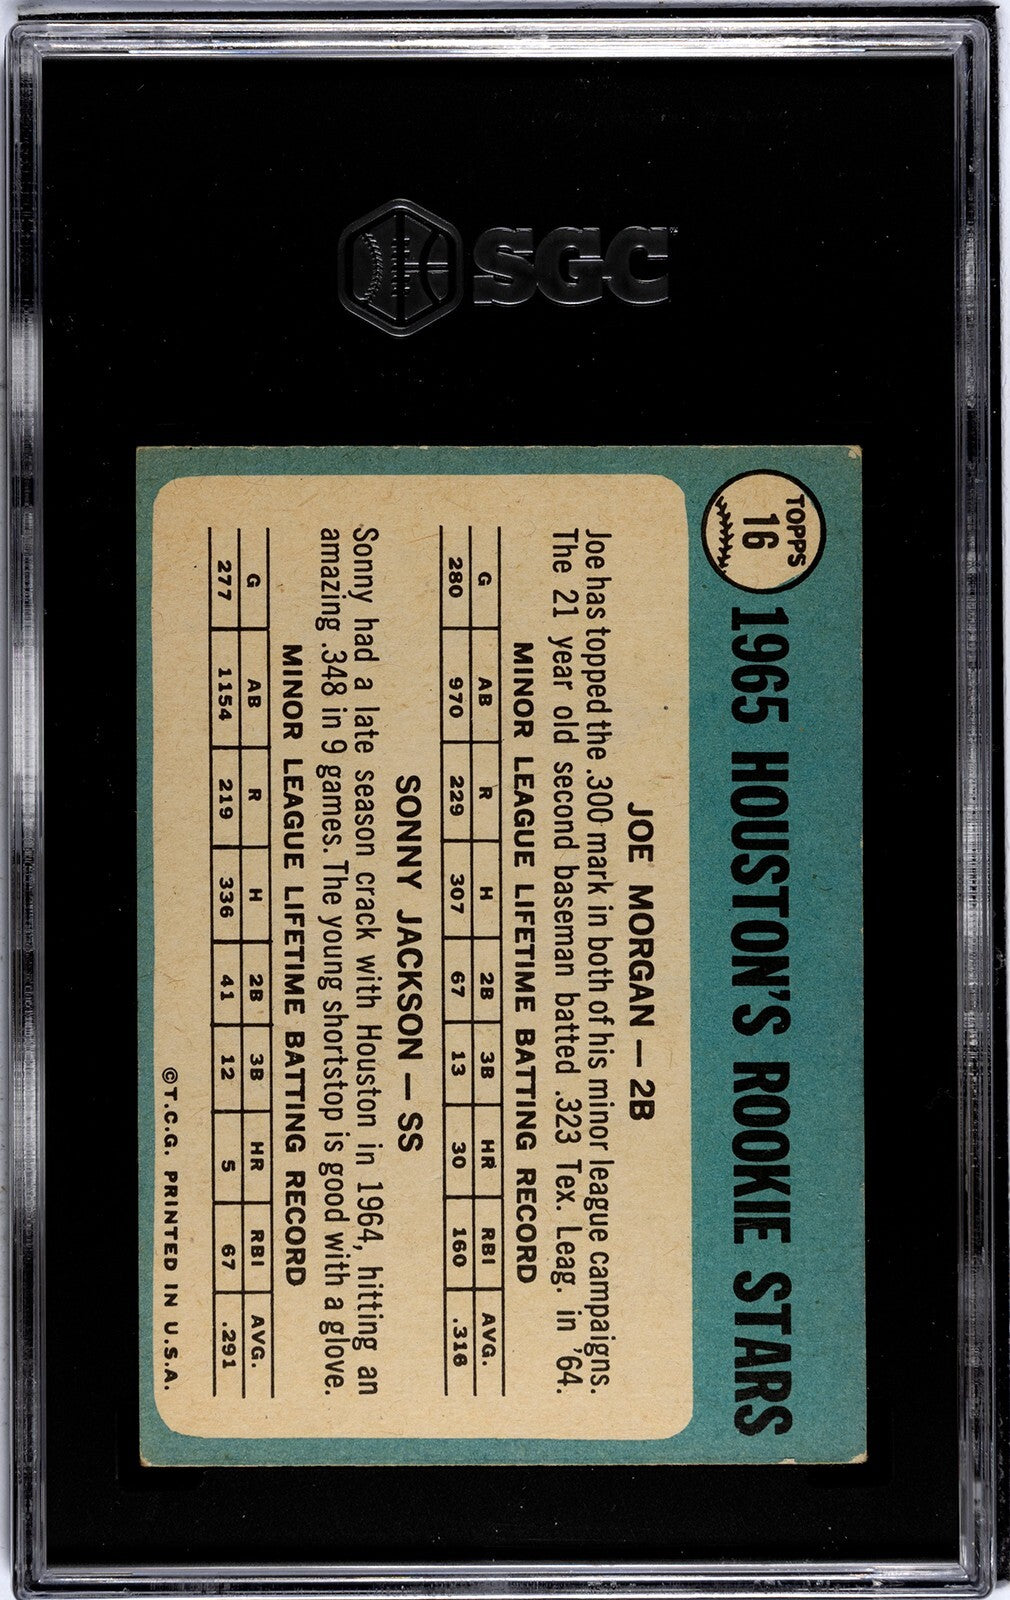 SGC
TOPPS
16
1965 HOUSTON'S ROOKIE STARS
JOE MORGAN — 2B
Joe has topped the .300 mark in both of his minor league campaigns.
The 21 year old second baseman batted .323 Tex. Leag. in '64.
MINOR LEAGUE LIFETIME BATTING RECORD
G AB R H 2B 3B HR RBI AVG.
280 970 229 307 67 13 30 160 .316
SONNY JACKSON — SS
Sonny had a late season crack with Houston in 1964, hitting an
amazing .348 in 9 games. The young shortstop is good with a glove.
MINOR LEAGUE LIFETIME BATTING RECORD
G AB R H 2B 3B HR RBI AVG.
277 1154 219 336 41 12 5 67 .291
©T.C.G. PRINTED IN U.S.A.